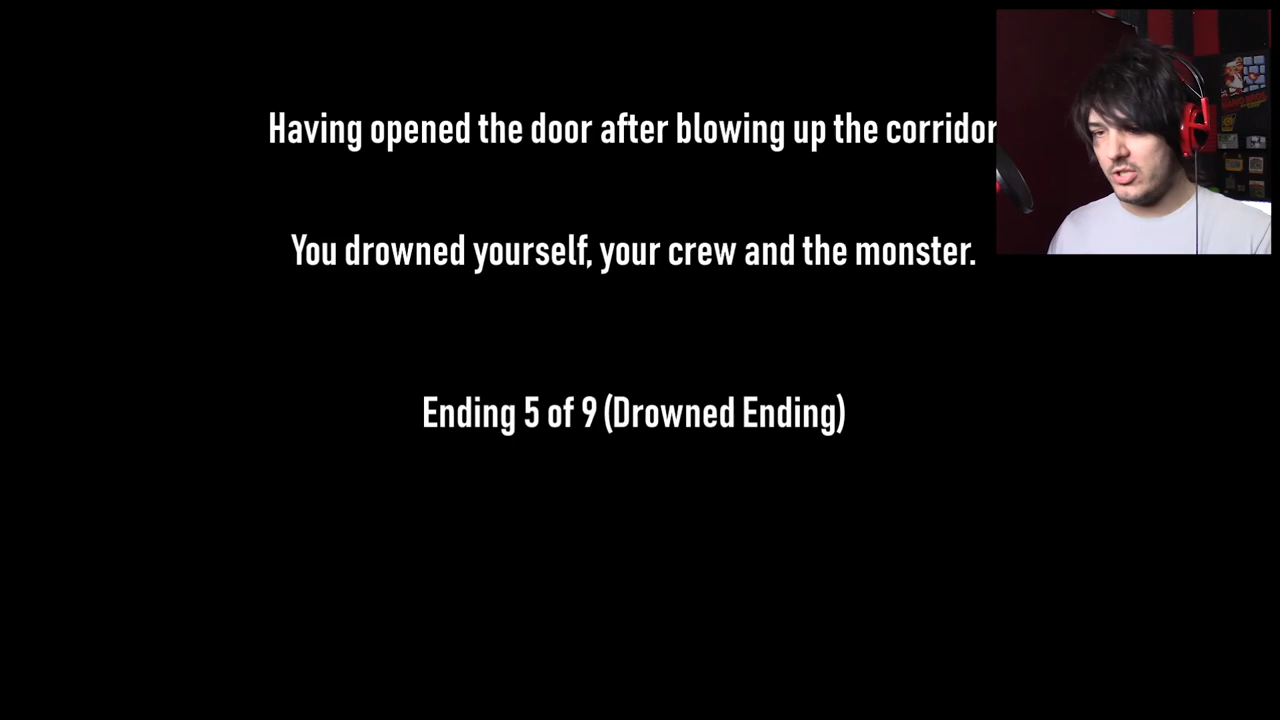 Having opened the door after blowing up the corridor
You drowned yourself, your crew and the monster.
Ending 5 of 9 (Drowned Ending)